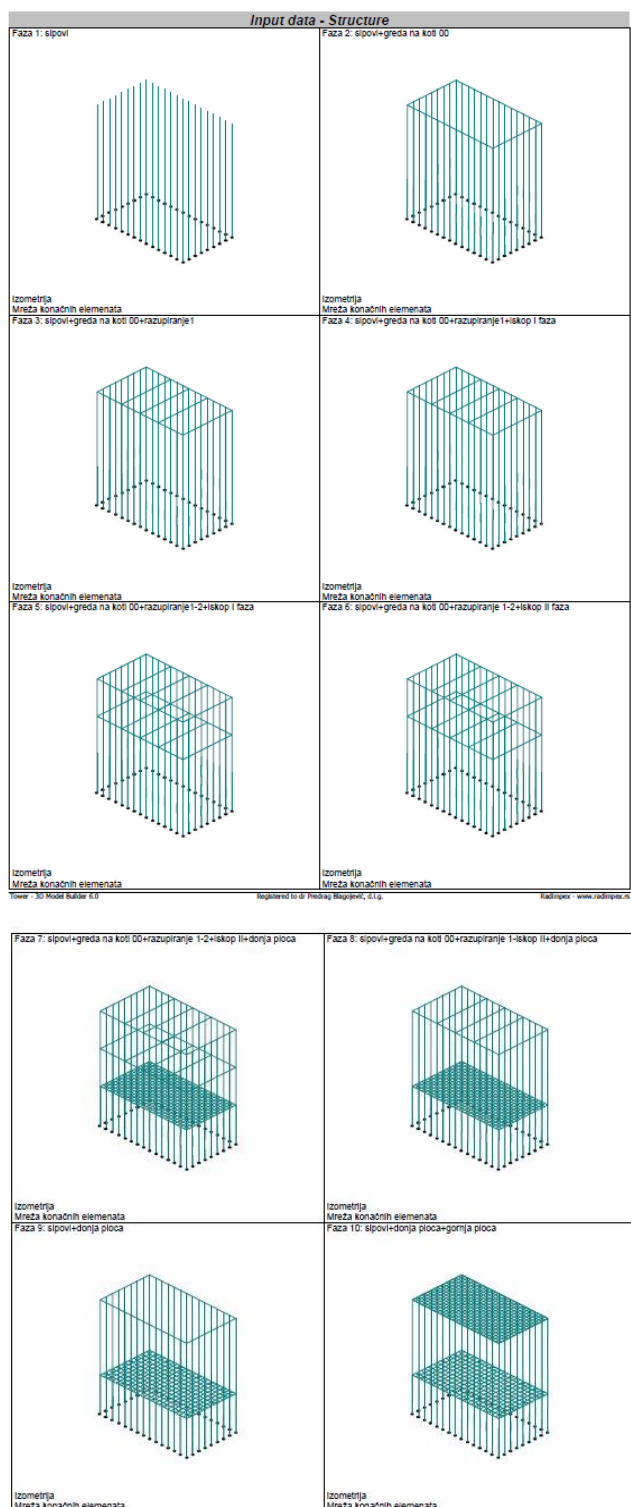 Input data - Structure
Faza 1: sipovi
Izometrija
Mreža konačnih elemenata
Faza 2: sipovi+greda na koti 00
Izometrija
Mreža konačnih elemenata
Faza 3: sipovi+greda na koti 00+razupiranje1
Izometrija
Mreža konačnih elemenata
Faza 4: sipovi+greda na koti 00+razupiranje1+iskop I faza
Izometrija
Mreža konačnih elemenata
Faza 5: sipovi+greda na koti 00+razupiranje1-2+iskop I faza
Izometrija
Mreža konačnih elemenata
Faza 6: sipovi+greda na koti 00+razupiranje 1-2+iskop II faza
Izometrija
Mreža konačnih elemenata
Tower - 3D Model Builder 6.0
Registered to dr Predrag Blagojević, d.i.g.
Radimpex - www.radimpex.rs
Faza 7: sipovi+greda na koti 00+razupiranje 1-2+iskop II+donja ploca
Izometrija
Mreža konačnih elemenata
Faza 8: sipovi+greda na koti 00+razupiranje 1-iskop II+donja ploca
Izometrija
Mreža konačnih elemenata
Faza 9: sipovi+donja ploca
Izometrija
Mreža konačnih elemenata
Faza 10: sipovi+donja ploca+gornja ploca
Izometrija
Mreža konačnih elemenata